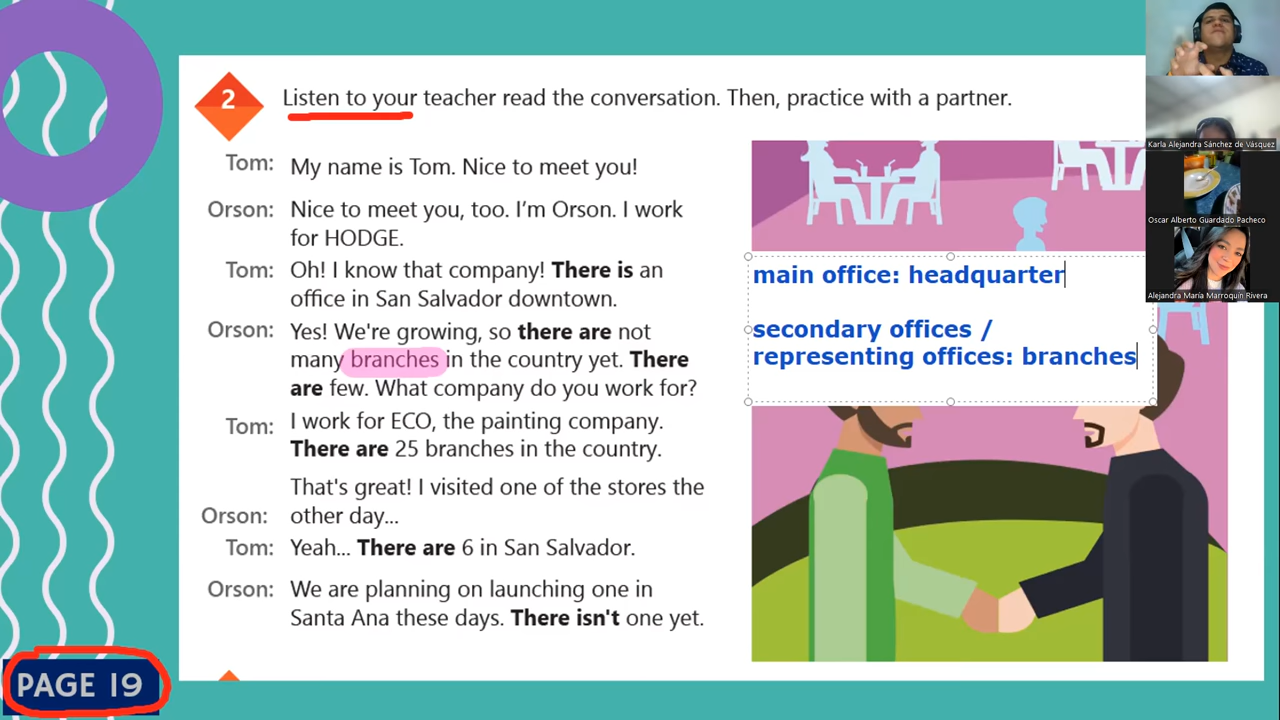 2 Listen to your teacher read the conversation. Then, practice with a partner.
Tom: My name is Tom. Nice to meet you!
Orson: Nice to meet you, too. I'm Orson. I work
for HODGE.
Tom: Oh! I know that company! There is an
office in San Salvador downtown.
Orson: Yes! We're growing, so there are not
many branches in the country yet. There
are few. What company do you work for?
Tom: I work for ECO, the painting company.
There are 25 branches in the country.
That's great! I visited one of the stores the
Orson: other day...
Tom: Yeah... There are 6 in San Salvador.
Orson: We are planning on launching one in
Santa Ana these days. There isn't one yet.
main office: headquarter
secondary offices /
representing offices: branches
Karla Alejandra Sánchez de Vásquez
Oscar Alberto Guardado Pacheco
Alejandra María Marroquín Rivera
PAGE 19